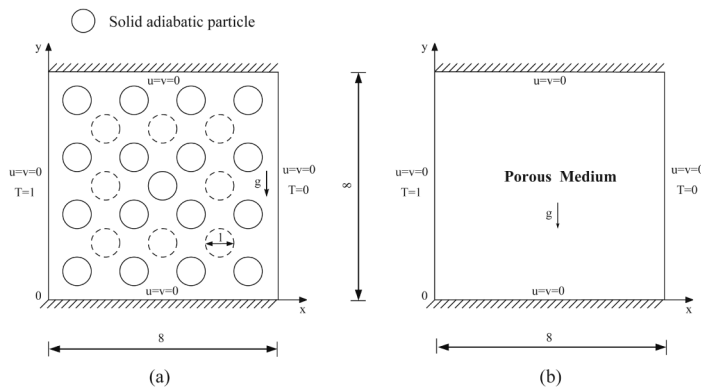 Solid adiabatic particle
y
u=v=0
u=v=0
T=1
g
u=v=0
T=0
1
0
u=v=0
x
8
8
(a)
y
u=v=0
u=v=0
T=1
Porous Medium
g
u=v=0
T=0
0
u=v=0
x
8
(b)